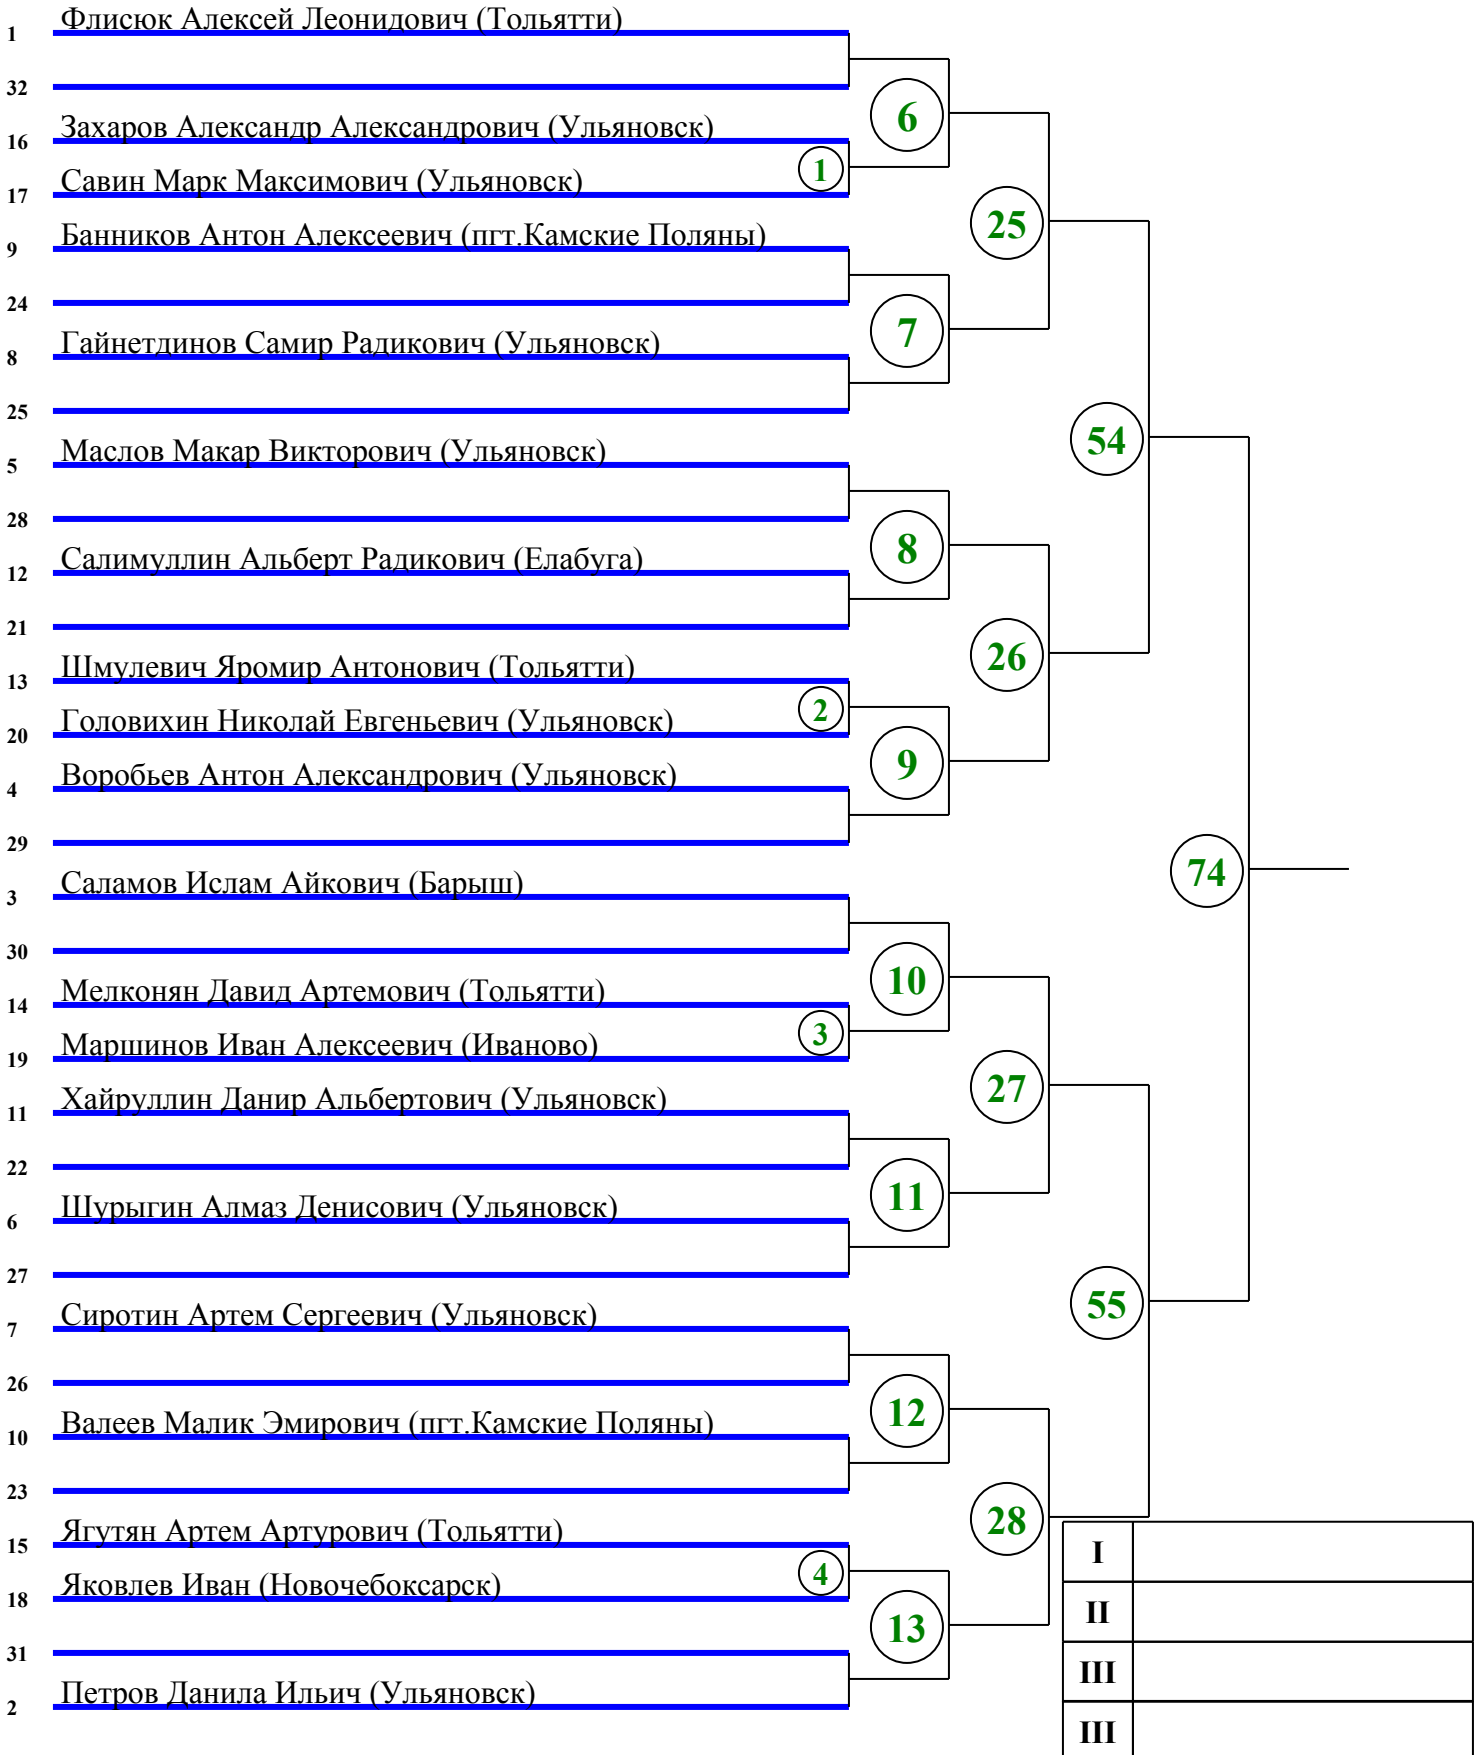 1 Флисюк Алексей Леонидович (Тольятти)
32
6
16 Захаров Александр Александрович (Ульяновск)
1
17 Савин Марк Максимович (Ульяновск)
25
9 Банников Антон Алексеевич (пгт.Камские Поляны)
24
7
8 Гайнетдинов Самир Радикович (Ульяновск)
25
54
5 Маслов Макар Викторович (Ульяновск)
28
8
12 Салимуллин Альберт Радикович (Елабуга)
21
26
13 Шмулевич Яромир Антонович (Тольятти)
2
20 Головихин Николай Евгеньевич (Ульяновск)
9
4 Воробьев Антон Александрович (Ульяновск)
29
74
3 Саламов Ислам Айкович (Барыш)
30
10
14 Мелконян Давид Артемович (Тольятти)
3
19 Маршинов Иван Алексеевич (Иваново)
27
11 Хайруллин Данир Альбертович (Ульяновск)
22
11
6 Шурыгин Алмаз Денисович (Ульяновск)
27
55
7 Сиротин Артем Сергеевич (Ульяновск)
26
12
10 Валеев Малик Эмирович (пгт.Камские Поляны)
23
28
15 Ягутян Артем Артурович (Тольятти)
4
18 Яковлев Иван (Новочебоксарск)
13
31
2 Петров Данила Ильич (Ульяновск)
I
II
III
III